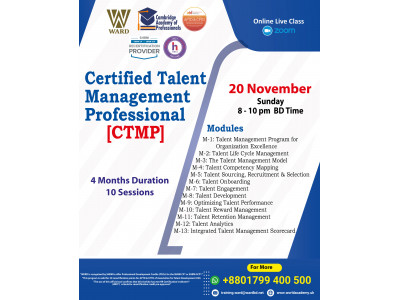 WARD
Cambridge
Academy of
Professionals
Online Live Class
zoom
RECERTIFICATION
PROVIDER
Certified Talent
Management
Professional
[CTMP]
20 November
Sunday
8 - 10 pm BD Time
4 Months Duration
10 Sessions
Modules
M-1: Talent Management Program for
Organization Excellence
M-2: Talent Life Cycle Management
M-3: The Talent Management Model
M-4: Talent Competency Mapping
M-5: Talent Sourcing, Recruitment & Selection
M-6: Talent Onboarding
M-7: Talent Engagement
M-8: Talent Development
M-9: Optimizing Talent Performance
M-10: Talent Reward Management
M-11: Talent Retention Management
M-12: Talent Analytics
M-13: Integrated Talent Management Scorecard
For More
+8801799 400 500